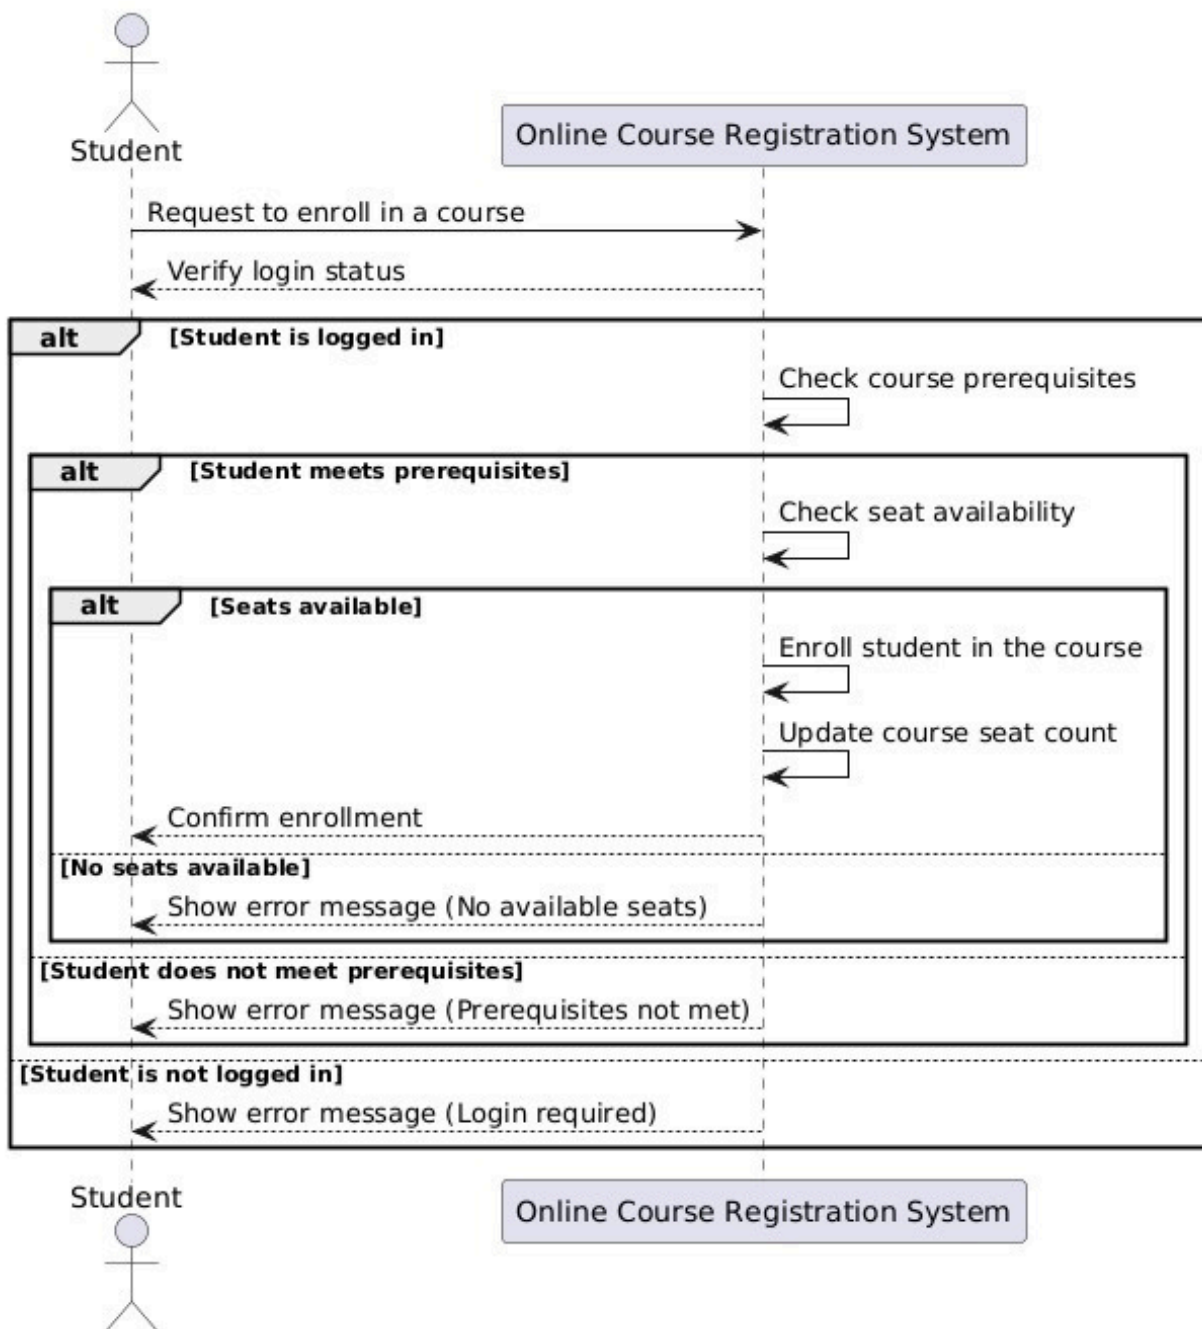 Student
Online Course Registration System
Request to enroll in a course
Verify login status
alt [Student is logged in]
Check course prerequisites
alt [Student meets prerequisites]
Check seat availability
alt [Seats available]
Enroll student in the course
Update course seat count
Confirm enrollment
[No seats available]
Show error message (No available seats)
[Student does not meet prerequisites]
Show error message (Prerequisites not met)
[Student is not logged in]
Show error message (Login required)
Student
Online Course Registration System